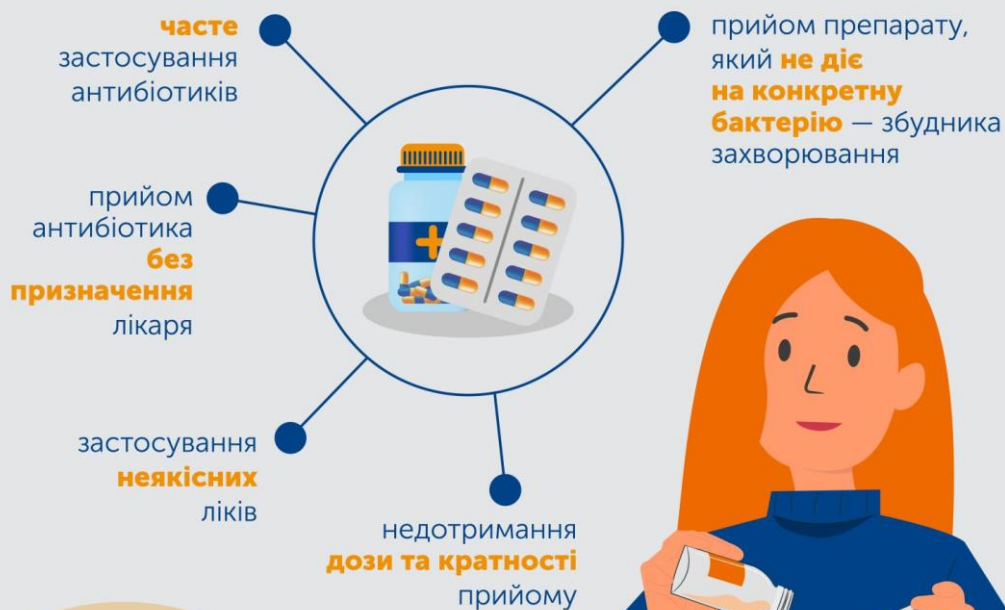 часте
застосування
антибіотиків
прийом препарату,
який не діє
на конкретну
бактерію — збудника
захворювання
прийом
антибіотика
без
призначення
лікаря
застосування
неякісних
ліків
недотримання
дози та кратності
прийому